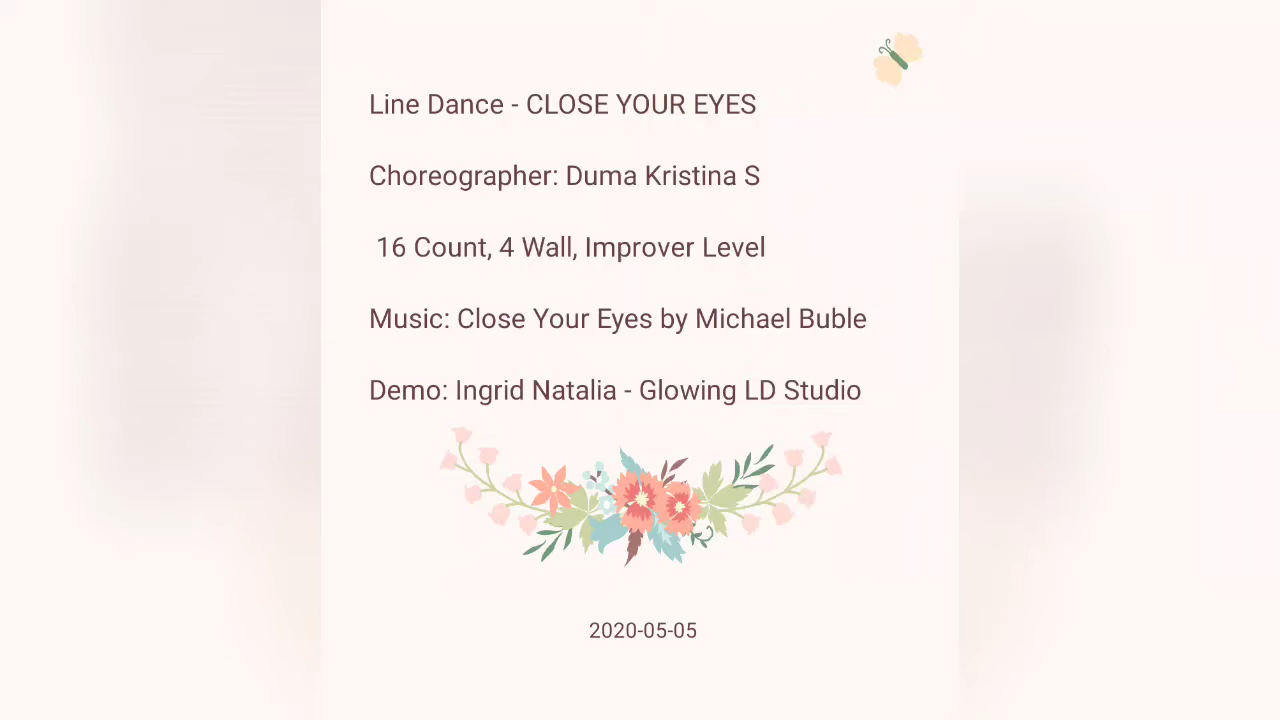 Line Dance - CLOSE YOUR EYES
Choreographer: Duma Kristina S
16 Count, 4 Wall, Improver Level
Music: Close Your Eyes by Michael Buble
Demo: Ingrid Natalia - Glowing LD Studio
2020-05-05